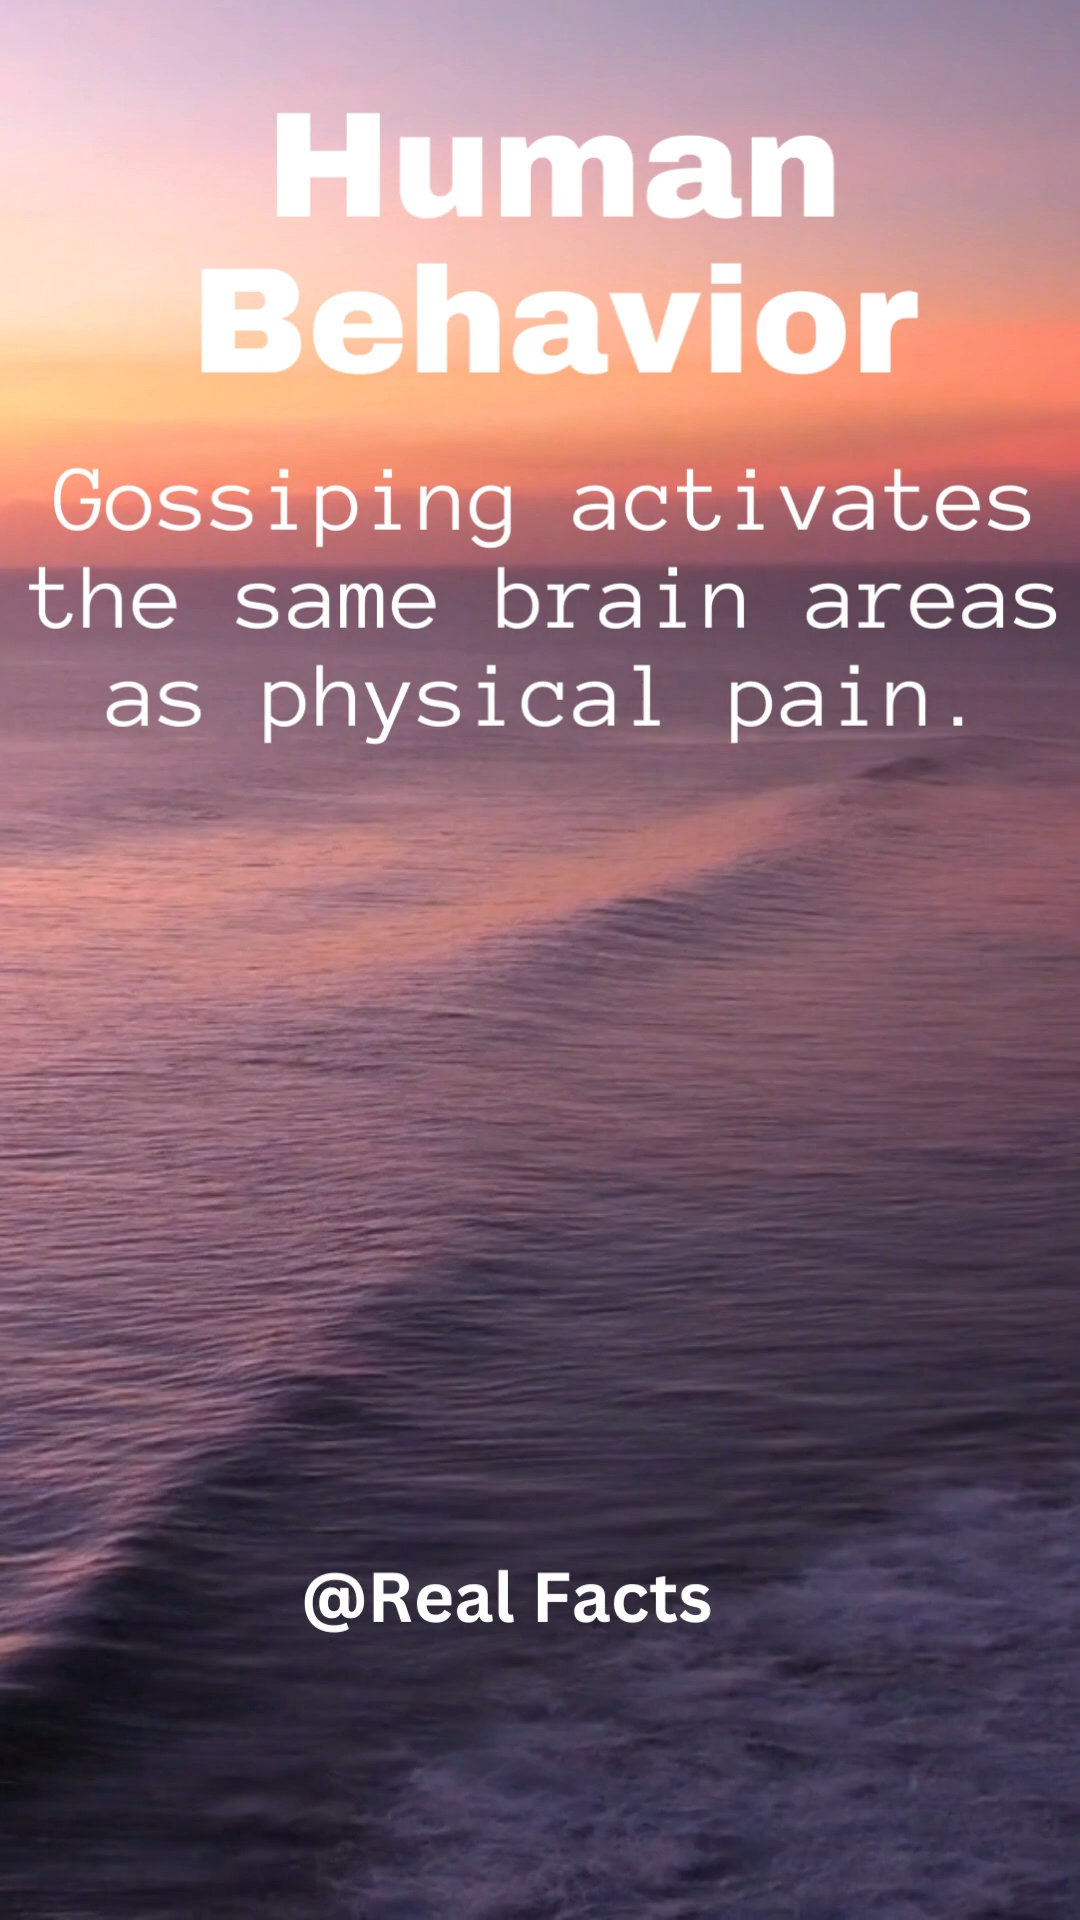 Human
Behavior
Gossiping activates
the same brain areas
as physical pain.
@Real Facts